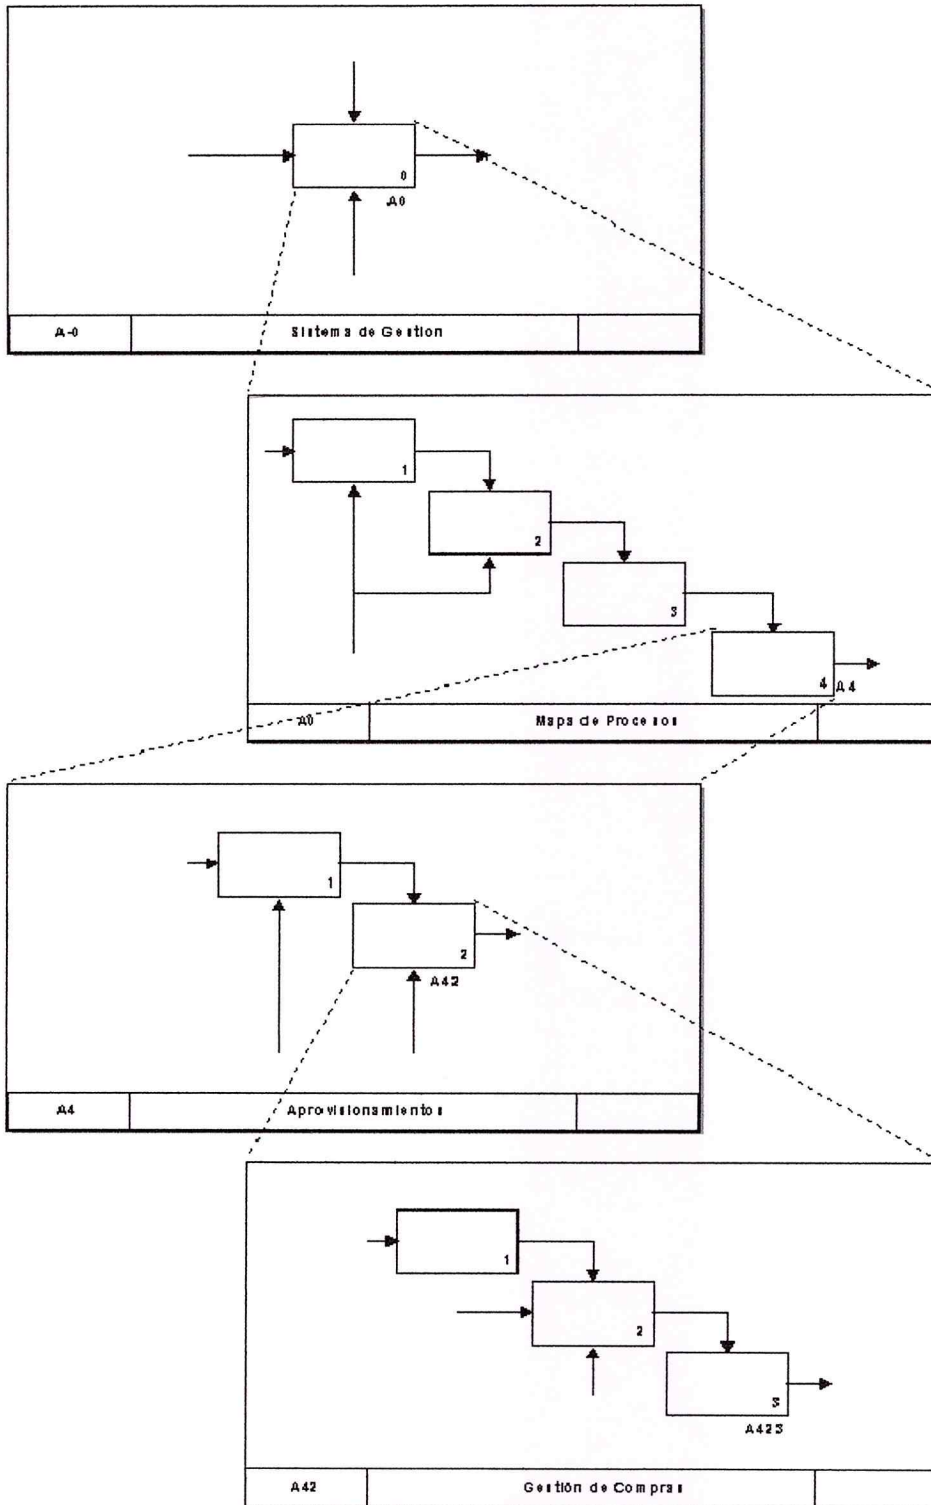 0
A0
A-0 Sistema de Gestion
1
2
3
4 A4
A0 Mapa de Procesos
1
2
A42
A4 Aprovisionamientos
1
2
3
A423
A42 Gestión de Compras